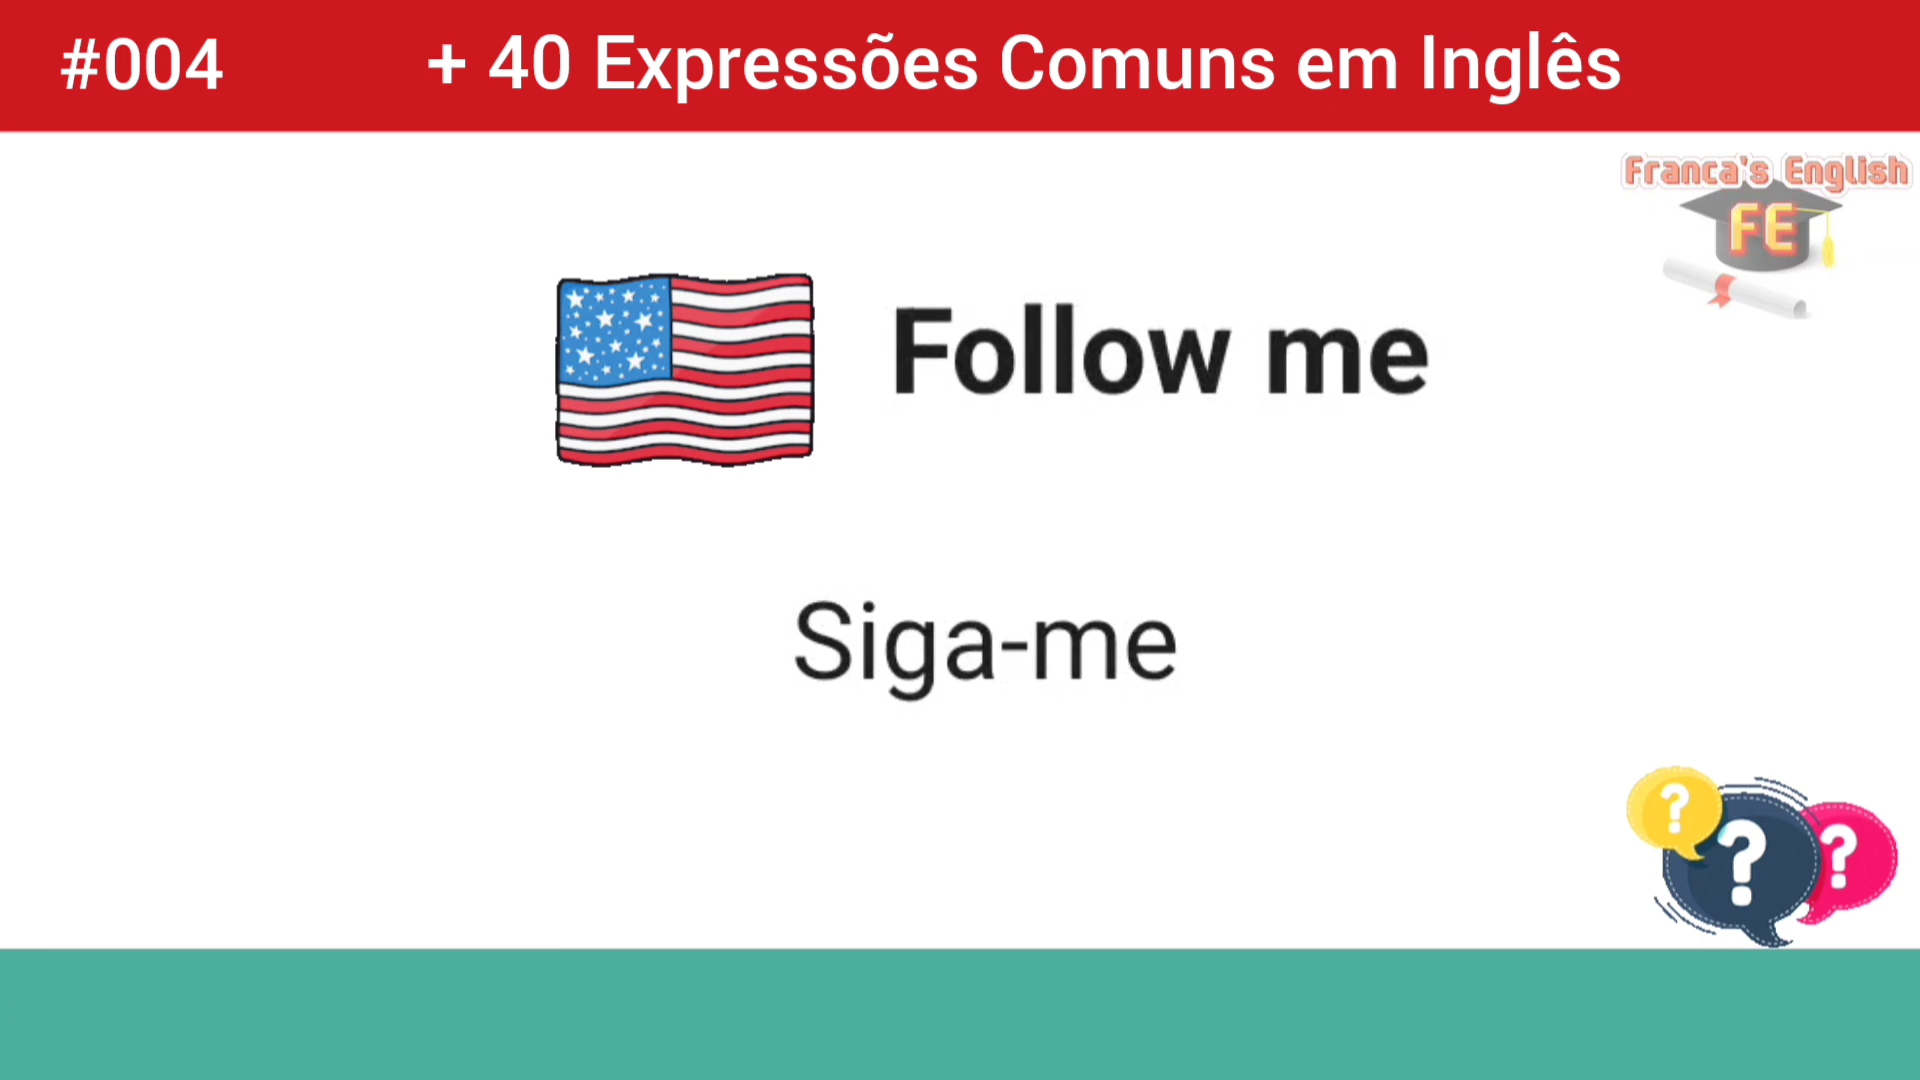 #004 + 40 Expressões Comuns em Inglês
Franca's English
FE
Follow me
Siga-me
? ? ?